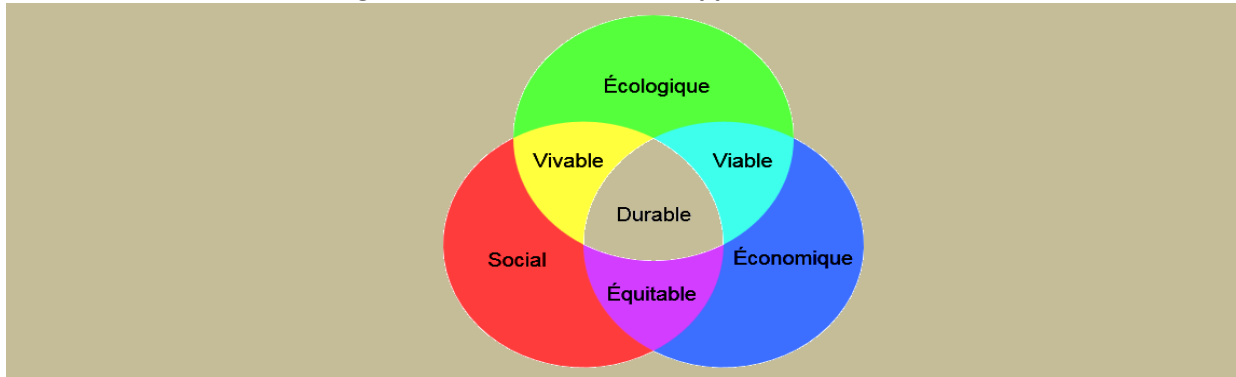 Écologique
Vivable
Viable
Durable
Social
Économique
Équitable